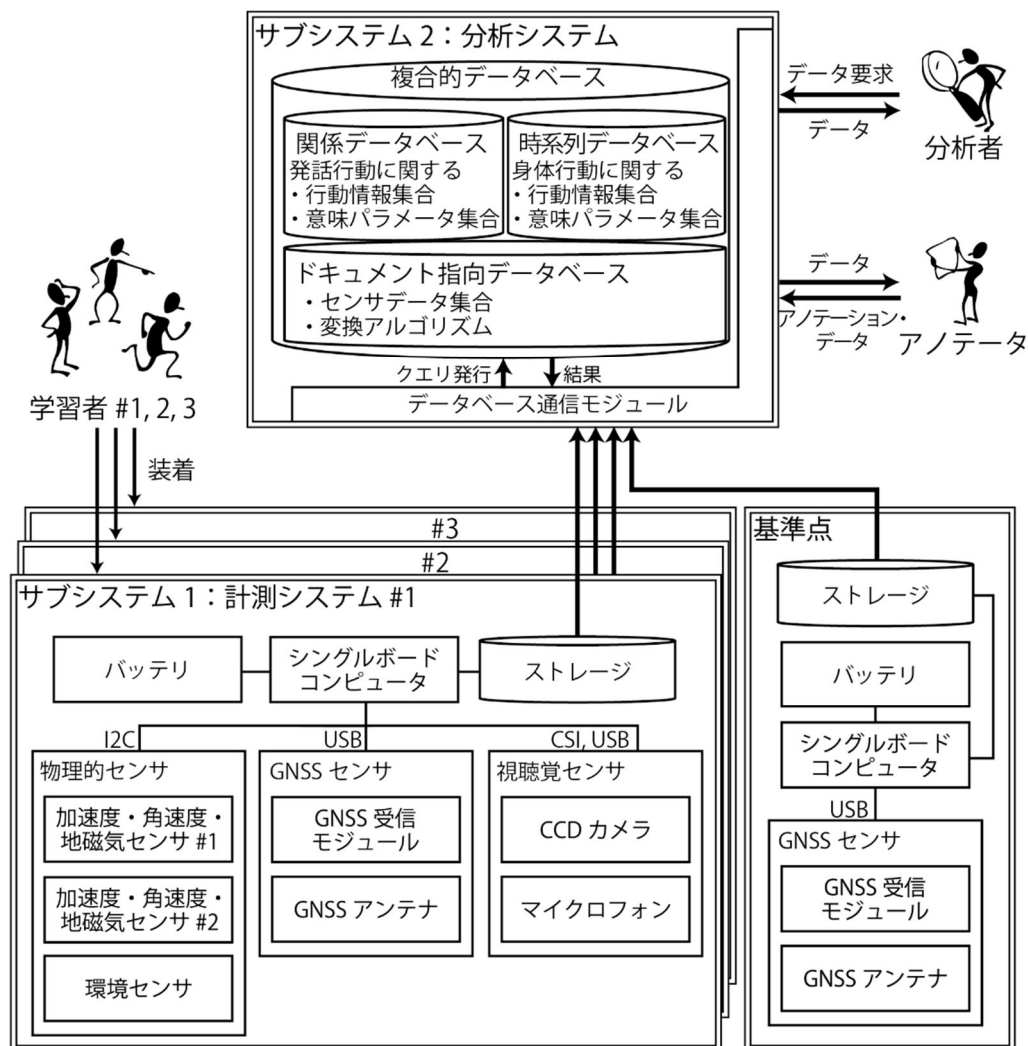 サブシステム 2：分析システム
複合的データベース
関係データベース
発話行動に関する
・行動情報集合
・意味パラメータ集合
時系列データベース
身体行動に関する
・行動情報集合
・意味パラメータ集合
ドキュメント指向データベース
・センサデータ集合
・変換アルゴリズム
クエリ発行
結果
データベース通信モジュール
データ要求
データ
分析者
データ
アノテーション・
データ
アノテータ
学習者 #1, 2, 3
装着
#3
#2
サブシステム 1：計測システム #1
バッテリ
シングルボード
コンピュータ
ストレージ
I2C
USB
CSI, USB
物理的センサ
加速度・角速度・
地磁気センサ #1
加速度・角速度・
地磁気センサ #2
環境センサ
GNSS センサ
GNSS 受信
モジュール
GNSS アンテナ
視聴覚センサ
CCD カメラ
マイクロフォン
基準点
ストレージ
バッテリ
シングルボード
コンピュータ
USB
GNSS センサ
GNSS 受信
モジュール
GNSS アンテナ